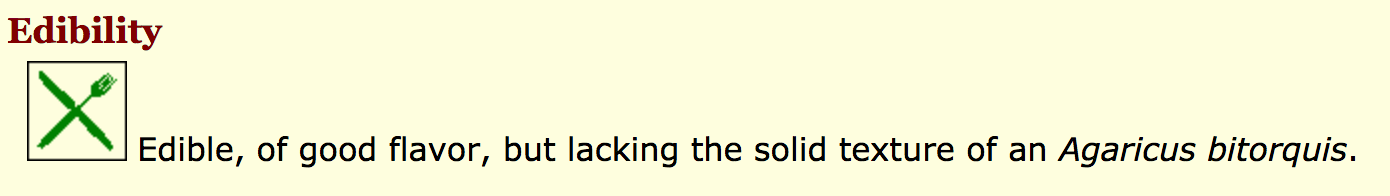 Edibility
Edible, of good flavor, but lacking the solid texture of an Agaricus bitorquis.